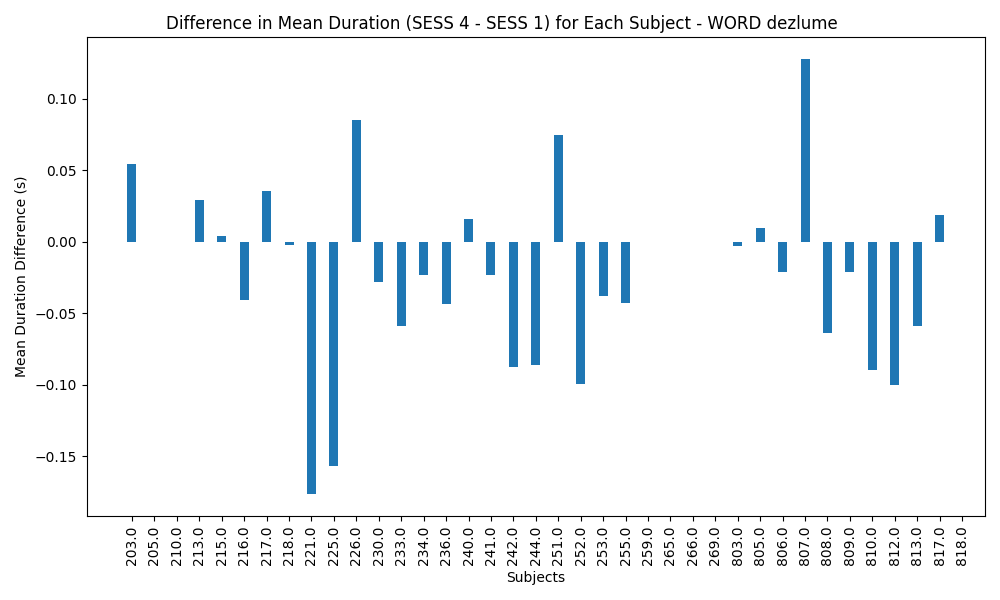 Difference in Mean Duration (SESS 4 - SESS 1) for Each Subject - WORD dezlume
Mean Duration Difference (s)
0.10
0.05
0.00
−0.05
−0.10
−0.15
203.0 205.0 210.0 213.0 215.0 216.0 217.0 218.0 221.0 225.0 226.0 230.0 233.0 234.0 236.0 240.0 241.0 242.0 244.0 251.0 252.0 253.0 255.0 259.0 265.0 266.0 269.0 803.0 805.0 806.0 807.0 808.0 809.0 810.0 812.0 813.0 817.0 818.0
Subjects